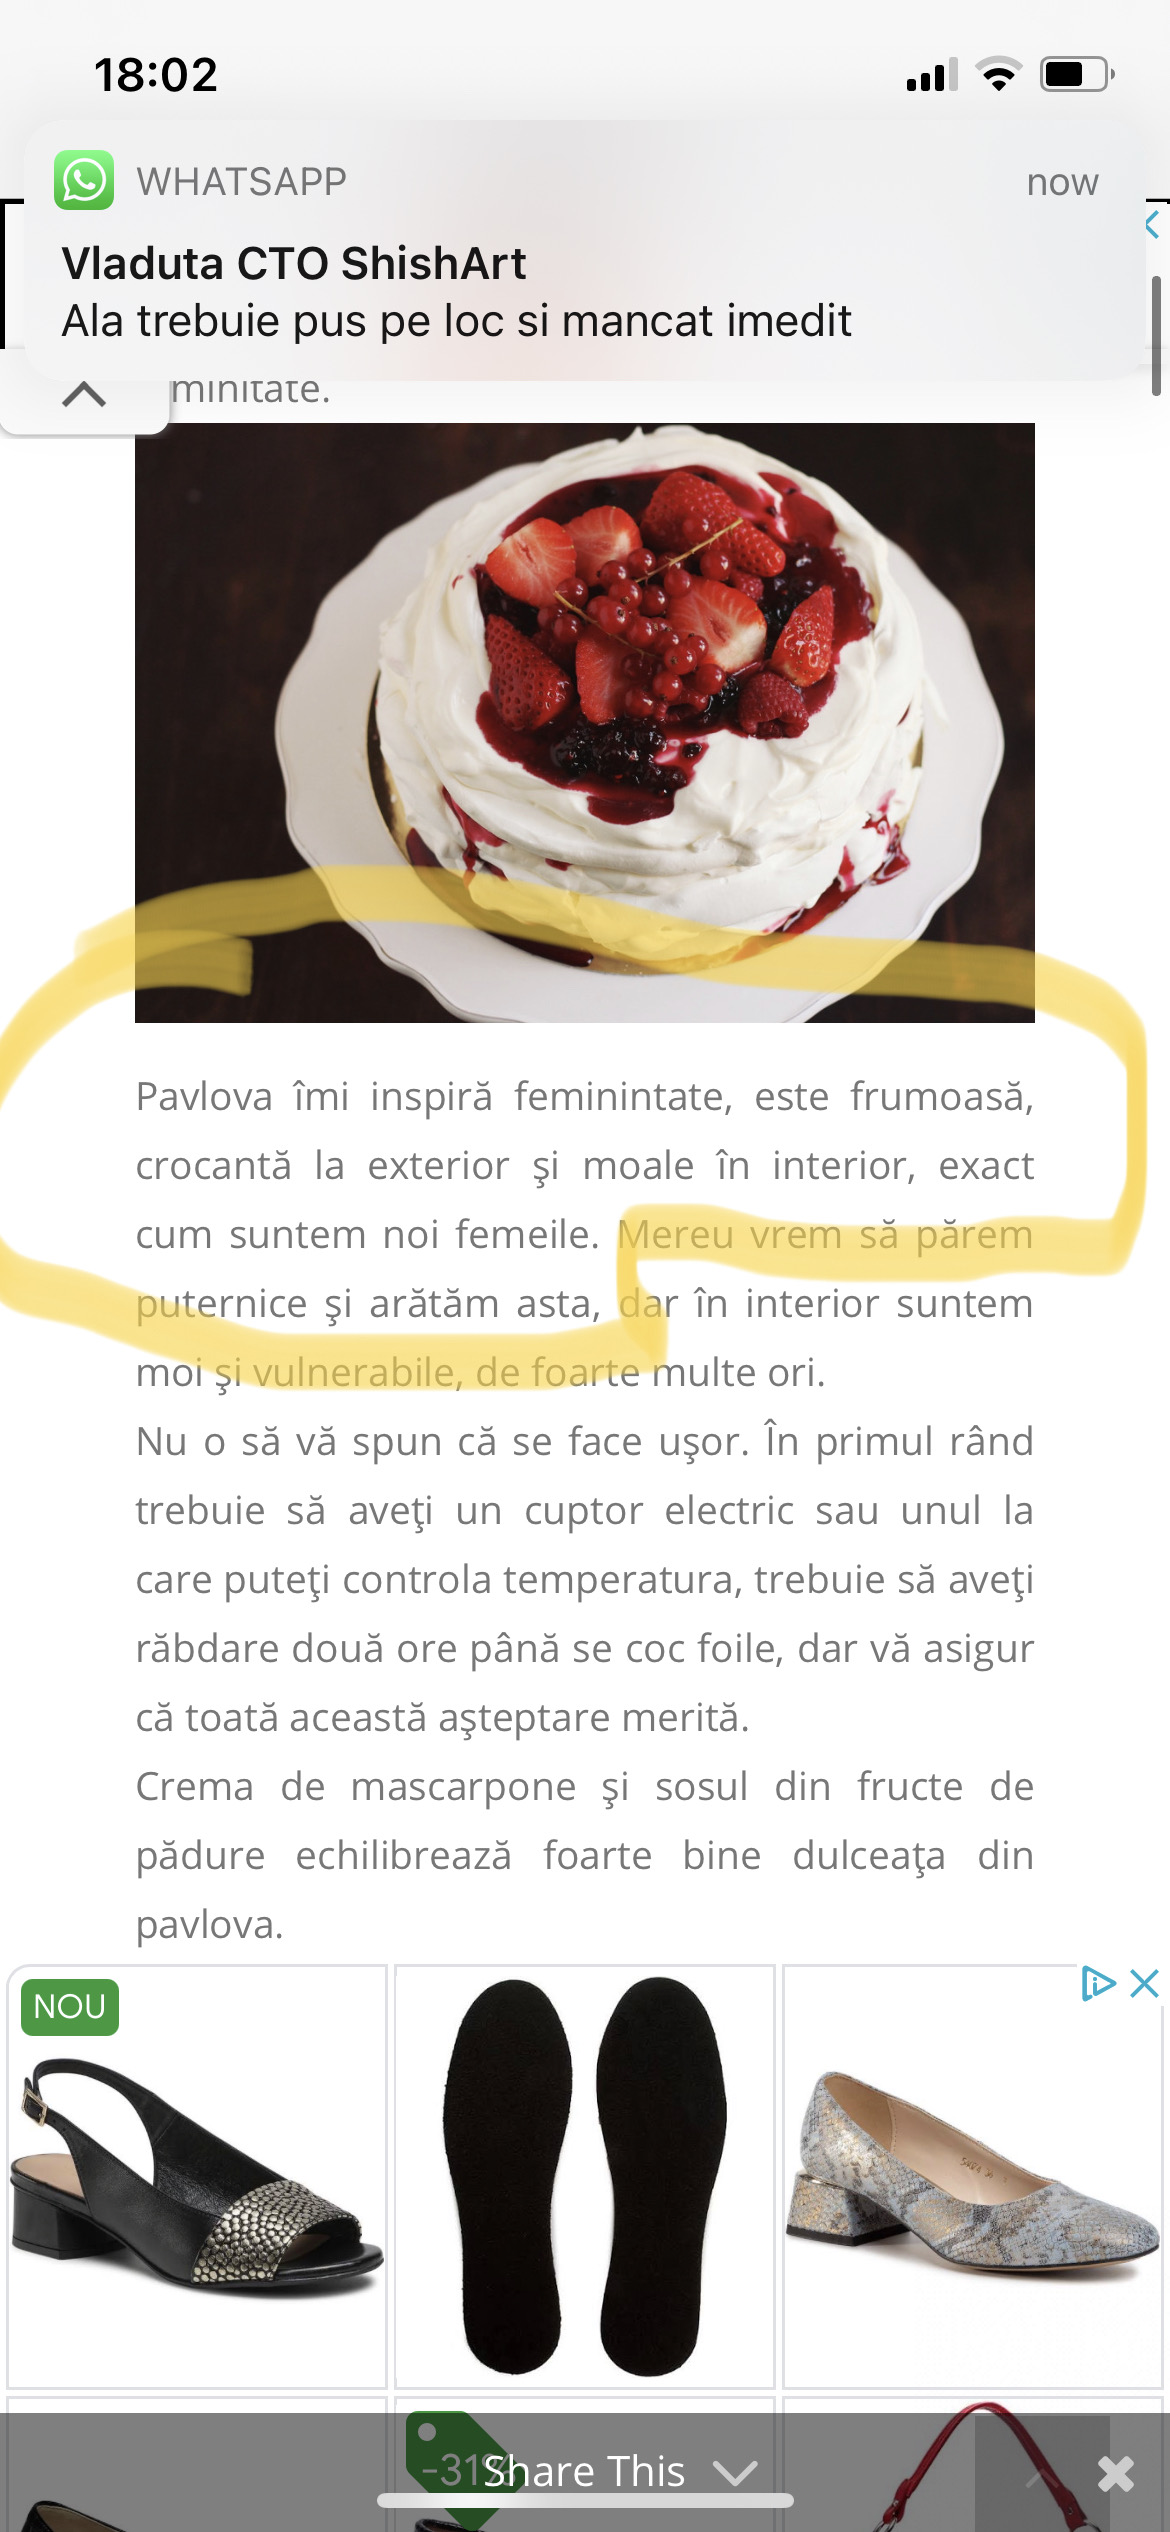 18:02
WHATSAPP
now
Vladuta CTO ShishArt
Ala trebuie pus pe loc si mancat imedit
minitate.
Pavlova îmi inspiră feminintate, este frumoasă,
crocantă la exterior şi moale în interior, exact
cum suntem noi femeile. Mereu vrem să părem
puternice şi arătăm asta, dar în interior suntem
moi şi vulnerabile, de foarte multe ori.
Nu o să vă spun că se face uşor. În primul rând
trebuie să aveţi un cuptor electric sau unul la
care puteţi controla temperatura, trebuie să aveţi
răbdare două ore până se coc foile, dar vă asigur
că toată această aşteptare merită.
Crema de mascarpone şi sosul din fructe de
pădure echilibrează foarte bine dulceaţa din
pavlova.
NOU
-31%
Share This